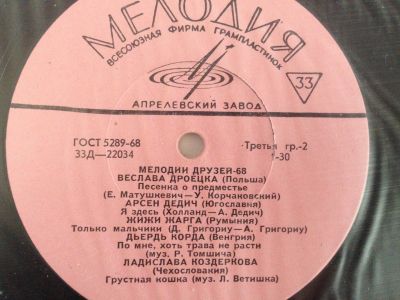 МЕЛОДИЯ
ВСЕСОЮЗНАЯ ФИРМА ГРАМПЛАСТИНОК
33
АПРЕЛЕВСКИЙ ЗАВОД
ГОСТ 5289-68
33Д—22034
Третья гр.-2
1-30
МЕЛОДИИ ДРУЗЕЙ-68
ВЕСЛАВА ДРОЕЦКА (Польша)
Песенка о предместье
(Е. Матушкевич—У. Корчаковский)
АРСЕН ДЕДИЧ (Югославия)
Я здесь (Холланд—А. Дедич)
ЖИЖИ ЖАРГА (Румыния)
Только мальчики (Д. Григориу—А. Григориу)
ДЬЕРДЬ КОРДА (Венгрия)
По мне, хоть трава не расти
(муз. Р. Томшича)
ЛАДИСЛАВА КОЗДЕРКОВА
(Чехословакия)
Грустная кошка (муз. Л. Ветишка)